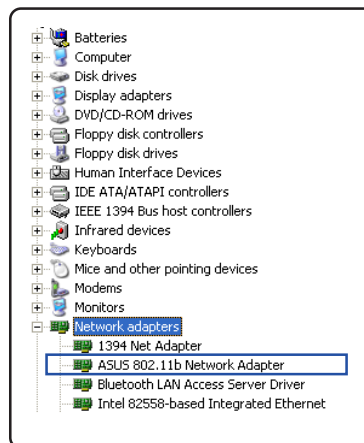 Batteries
Computer
Disk drives
Display adapters
DVD/CD-ROM drives
Floppy disk controllers
Floppy disk drives
Human Interface Devices
IDE ATA/ATAPI controllers
IEEE 1394 Bus host controllers
Infrared devices
Keyboards
Mice and other pointing devices
Modems
Monitors
Network adapters
1394 Net Adapter
ASUS 802.11b Network Adapter
Bluetooth LAN Access Server Driver
Intel 82558-based Integrated Ethernet